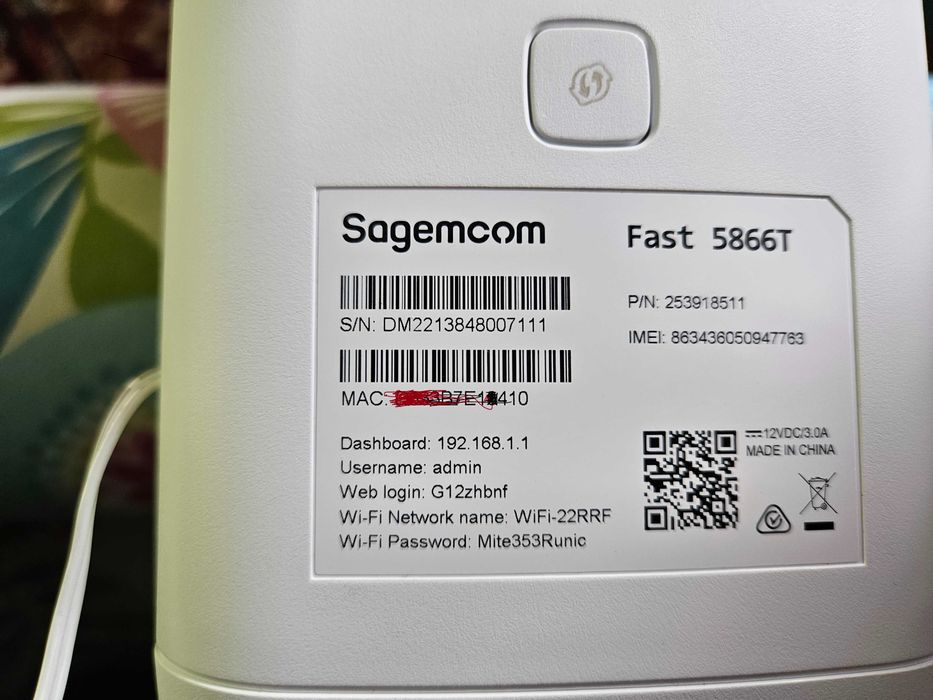 Sagemcom
Fast 5866T
S/N: DM2213848007111
P/N: 253918511
IMEI: 863436050947763
MAC:
Dashboard: 192.168.1.1
Username: admin
Web login: G12zhbnf
Wi-Fi Network name: WiFi-22RRF
Wi-Fi Password: Mite353Runic
12VDC/3.0A
MADE IN CHINA